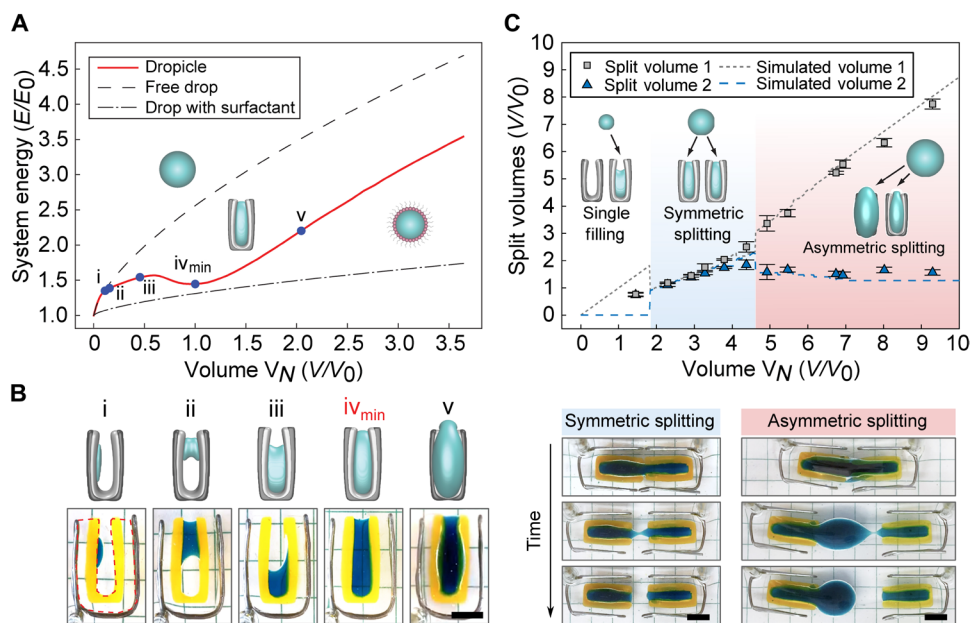 A
System energy (E/E0)
4.5
4.0
3.5
3.0
2.5
2.0
1.5
1.0
Dropicle
Free drop
Drop with surfactant
i
ii
iii
ivmin
v
0
0.5
1.0
1.5
2.0
2.5
3.0
3.5
Volume VN (V/V0)
C
Split volumes (V/V0)
10
9
8
7
6
5
4
3
2
1
0
Split volume 1
Simulated volume 1
Split volume 2
Simulated volume 2
Single
filling
Symmetric
splitting
Asymmetric splitting
0 1 2 3 4 5 6 7 8 9 10
Volume VN (V/V0)
B
i
ii
iii
ivmin
v
Symmetric splitting
Asymmetric splitting
Time